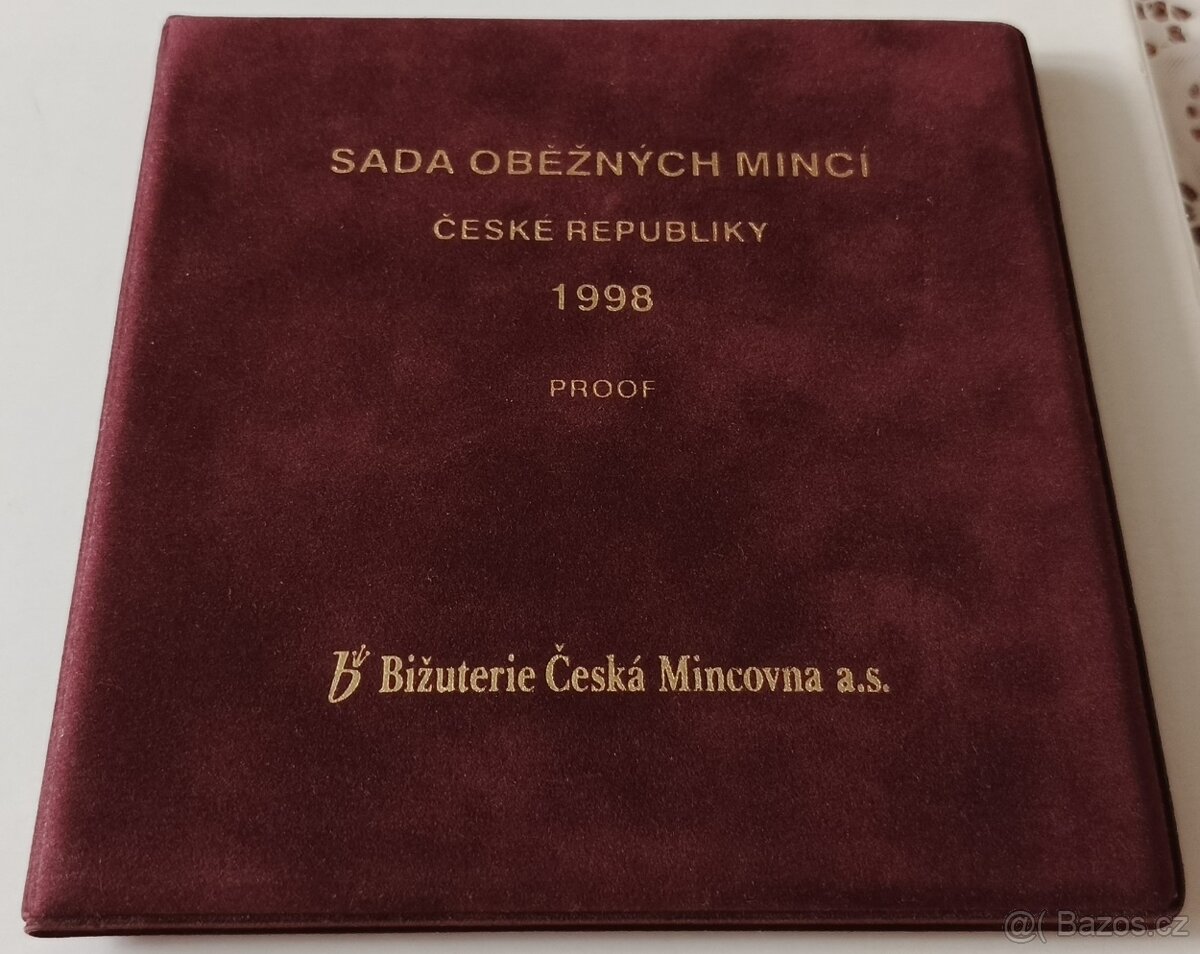 SADA OBĚŽNÝCH MINCÍ
ČESKÉ REPUBLIKY
1998
PROOF
Bižuterie Česká Mincovna a.s.
@( Bazos.cz